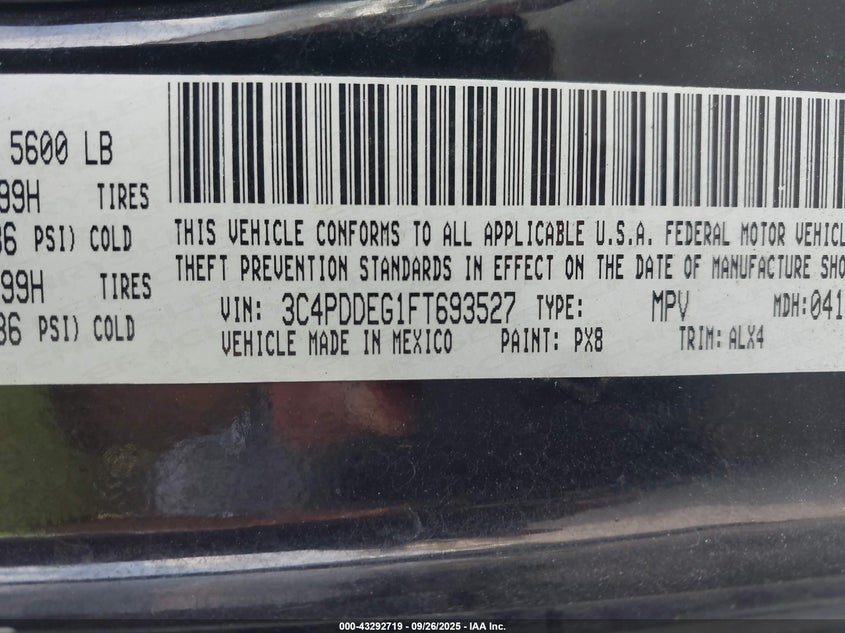 5600 LB
99H TIRES
36 PSI) COLD
99H TIRES
36 PSI) COLD
THIS VEHICLE CONFORMS TO ALL APPLICABLE U.S.A. FEDERAL MOTOR VEHICL
THEFT PREVENTION STANDARDS IN EFFECT ON THE DATE OF MANUFACTURE SHO
VIN: 3C4PDDEG1FT693527 TYPE: MPV MDH: 041
VEHICLE MADE IN MEXICO PAINT: PX8 TRIM: ALX4
000-43292719 - 09/26/2025 - IAA Inc.